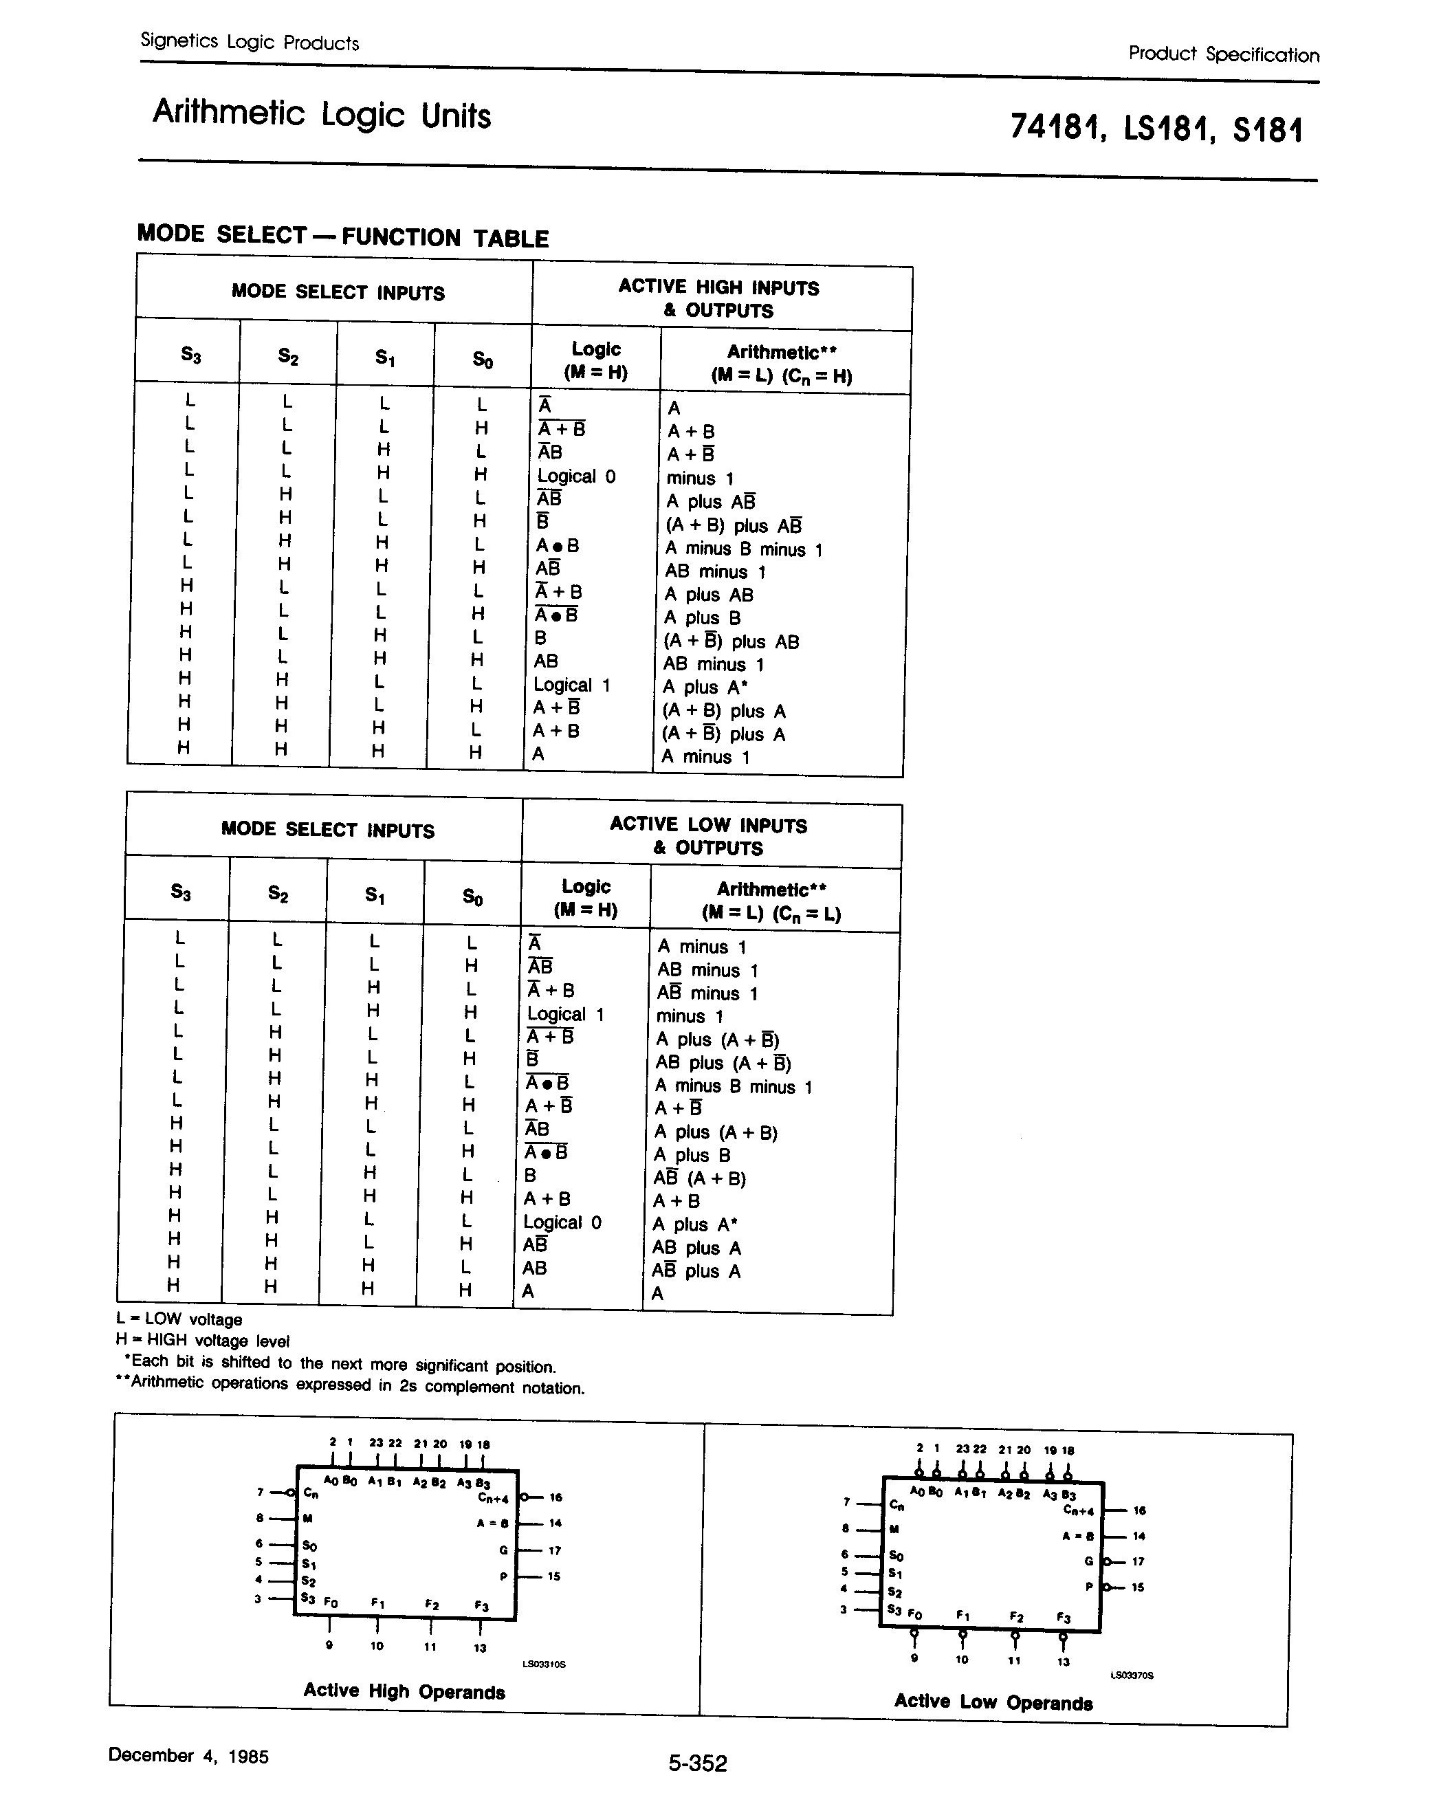 Signetics Logic Products
Product Specification
Arithmetic Logic Units
74181, LS181, S181
MODE SELECT — FUNCTION TABLE
MODE SELECT INPUTS ACTIVE HIGH INPUTS & OUTPUTS
S₃ S₂ S₁ S₀ Logic (M = H) Arithmetic** (M = L) (Cₙ = H)
L L L L A̅ A
L L L H A̅ ̅+̅ ̅B̅ A + B
L L H L A̅B A + B̅
L L H H Logical 0 minus 1
L H L L A̅B̅ A plus AB̅
L H L H B̅ (A + B) plus AB̅
L H H L A ● B A minus B minus 1
L H H H AB̅ AB minus 1
H L L L A̅ + B A plus AB
H L L H A̅ ̅●̅ ̅B̅ A plus B
H L H L B (A + B̅) plus AB
H L H H AB AB minus 1
H H L L Logical 1 A plus A*
H H L H A + B̅ (A + B) plus A
H H H L A + B (A + B̅) plus A
H H H H A A minus 1
MODE SELECT INPUTS ACTIVE LOW INPUTS & OUTPUTS
S₃ S₂ S₁ S₀ Logic (M = H) Arithmetic** (M = L) (Cₙ = L)
L L L L A̅ A minus 1
L L L H A̅B̅ AB minus 1
L L H L A̅ + B AB̅ minus 1
L L H H Logical 1 minus 1
L H L L A̅ ̅+̅ ̅B̅ A plus (A + B̅)
L H L H B̅ AB plus (A + B̅)
L H H L A̅ ̅●̅ ̅B̅ A minus B minus 1
L H H H A + B̅ A + B̅
H L L L A̅B A plus (A + B)
H L L H A̅ ̅●̅ ̅B̅ A plus B
H L H L B AB̅ (A + B)
H L H H A + B A + B
H H L L Logical 0 A plus A*
H H L H AB̅ AB plus A
H H H L AB AB̅ plus A
H H H H A A
L = LOW voltage
H = HIGH voltage level
*Each bit is shifted to the next more significant position.
**Arithmetic operations expressed in 2s complement notation.
2 1 23 22 21 20 19 18
A₀ B₀ A₁ B₁ A₂ B₂ A₃ B₃
7 Cₙ Cₙ₊₄ 16
8 M A = B 14
6 S₀ G 17
5 S₁
4 S₂ P 15
3 S₃ F₀ F₁ F₂ F₃
9 10 11 13
LS03310S
Active High Operands
2 1 23 22 21 20 19 18
A₀ B₀ A₁ B₁ A₂ B₂ A₃ B₃
7 Cₙ Cₙ₊₄ 16
8 M A = B 14
6 S₀ G 17
5 S₁
4 S₂ P 15
3 S₃ F₀ F₁ F₂ F₃
9 10 11 13
LS03370S
Active Low Operands
December 4, 1985
5-352